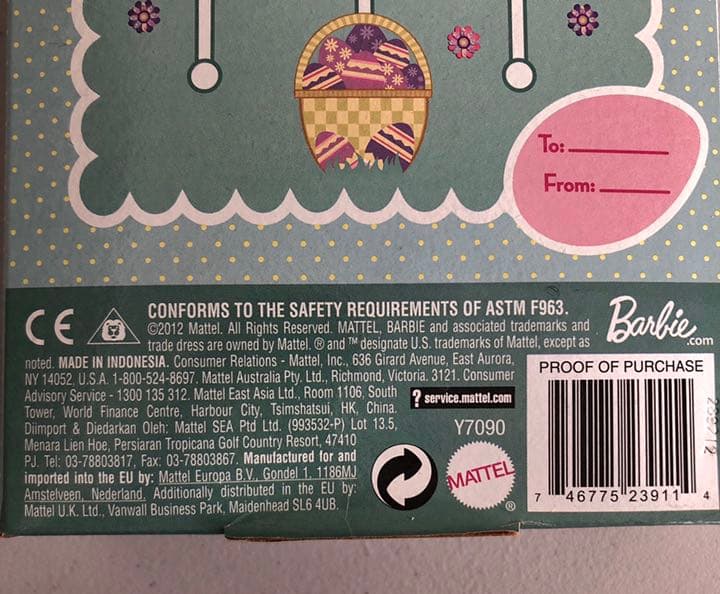 To:
From:
CONFORMS TO THE SAFETY REQUIREMENTS OF ASTM F963.
©2012 Mattel. All Rights Reserved. MATTEL, BARBIE and associated trademarks and
trade dress are owned by Mattel. ® and ™ designate U.S. trademarks of Mattel, except as
noted. MADE IN INDONESIA. Consumer Relations - Mattel, Inc., 636 Girard Avenue, East Aurora,
NY 14052, U.S.A. 1-800-524-8697. Mattel Australia Pty. Ltd., Richmond, Victoria. 3121. Consumer
Advisory Service - 1300 135 312. Mattel East Asia Ltd., Room 1106, South
Tower, World Finance Centre, Harbour City, Tsimshatsui, HK, China.
Diimport & Diedarkan Oleh: Mattel SEA Ptd Ltd. (993532-P) Lot 13.5,
Menara Lien Hoe, Persiaran Tropicana Golf Country Resort, 47410
PJ. Tel: 03-78803817, Fax: 03-78803867. Manufactured for and
imported into the EU by: Mattel Europa B.V., Gondel 1, 1186MJ
Amstelveen, Nederland. Additionally distributed in the EU by:
Mattel U.K. Ltd., Vanwall Business Park, Maidenhead SL6 4UB.
CE
? service.mattel.com
Y7090
MATTEL
®
Barbie.com
PROOF OF PURCHASE
7 46775 23911 4